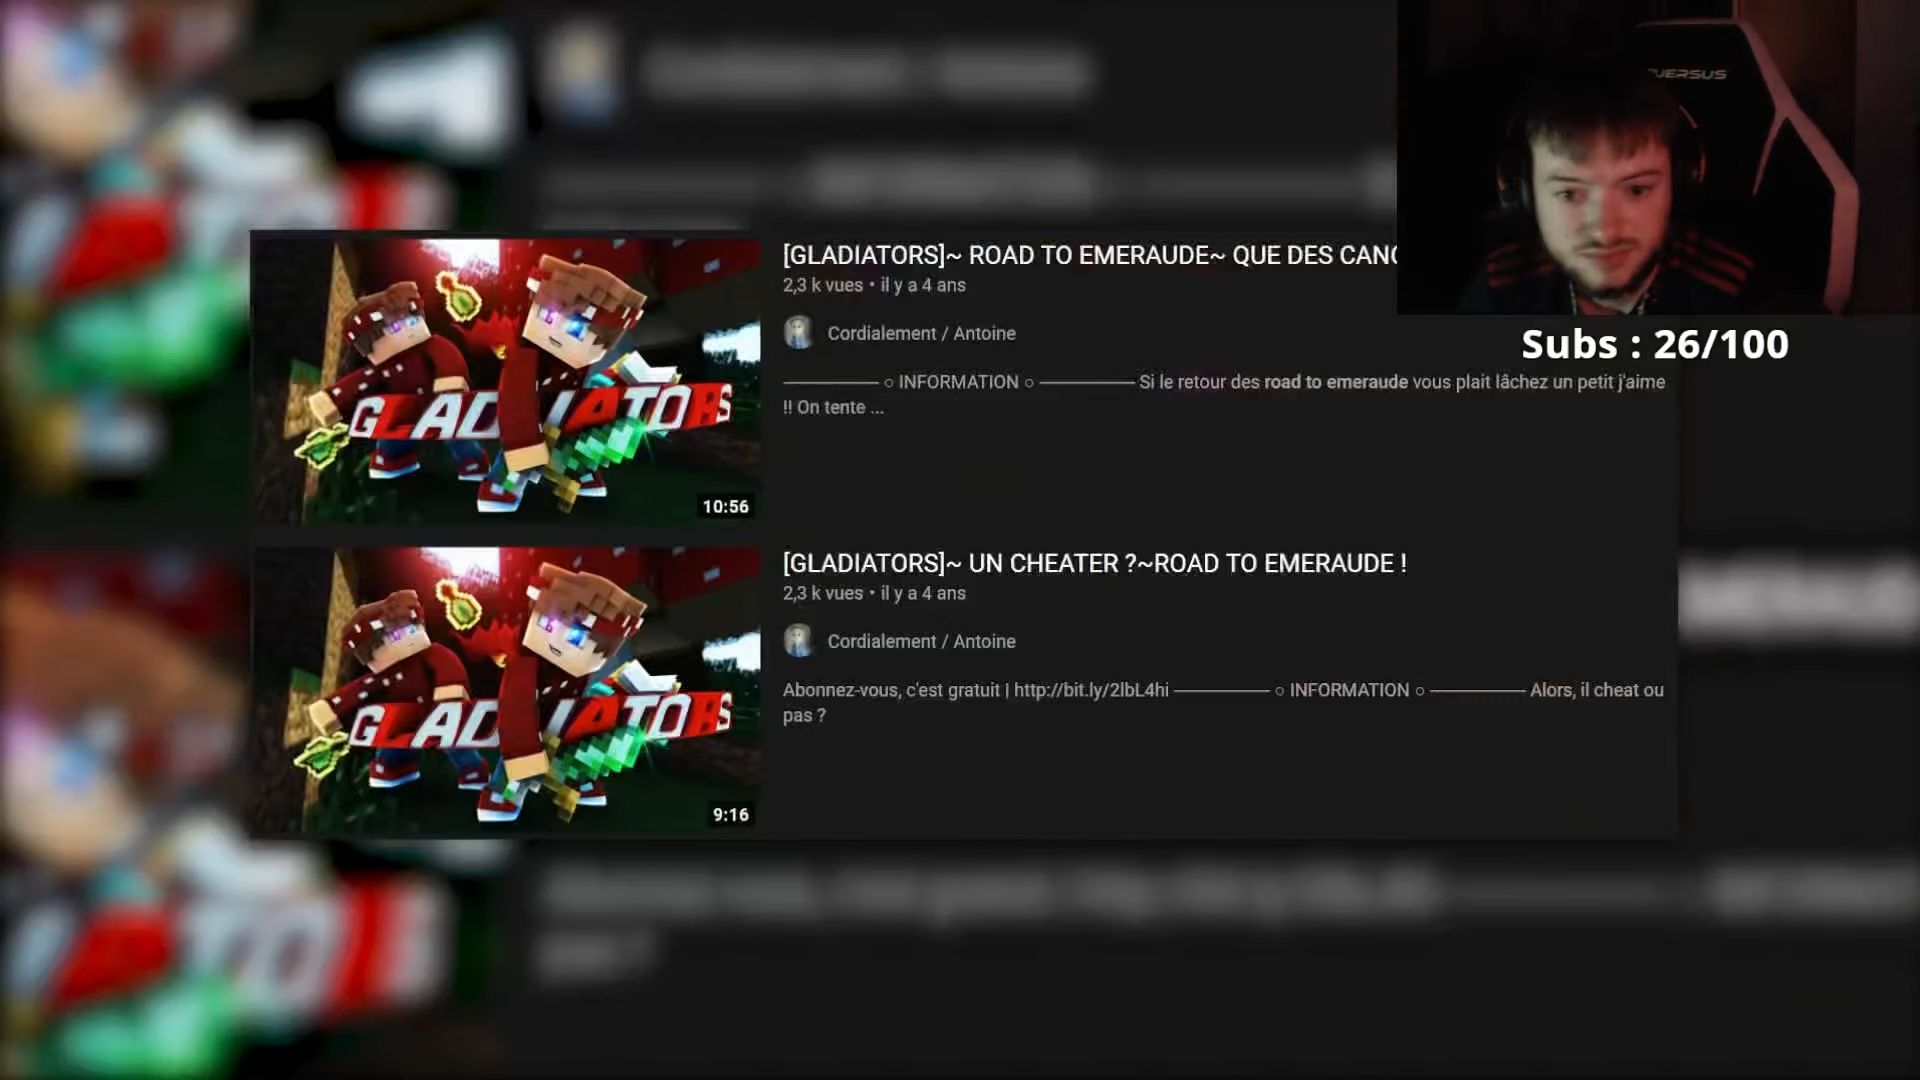 [GLADIATORS]~ ROAD TO EMERAUDE~ QUE DES
2,3 k vues • il y a 4 ans
Cordialement / Antoine
———— ○ INFORMATION ○ ———— Si le retour des road to emeraude vous plait lâchez un petit j'aime
!! On tente ...
GLADIATORS
10:56
[GLADIATORS]~ UN CHEATER ?~ROAD TO EMERAUDE !
2,3 k vues • il y a 4 ans
Cordialement / Antoine
Abonnez-vous, c'est gratuit | http://bit.ly/2lbL4hi ———— ○ INFORMATION ○ ———— Alors, il cheat ou
pas ?
GLADIATORS
9:16
Subs : 26/100